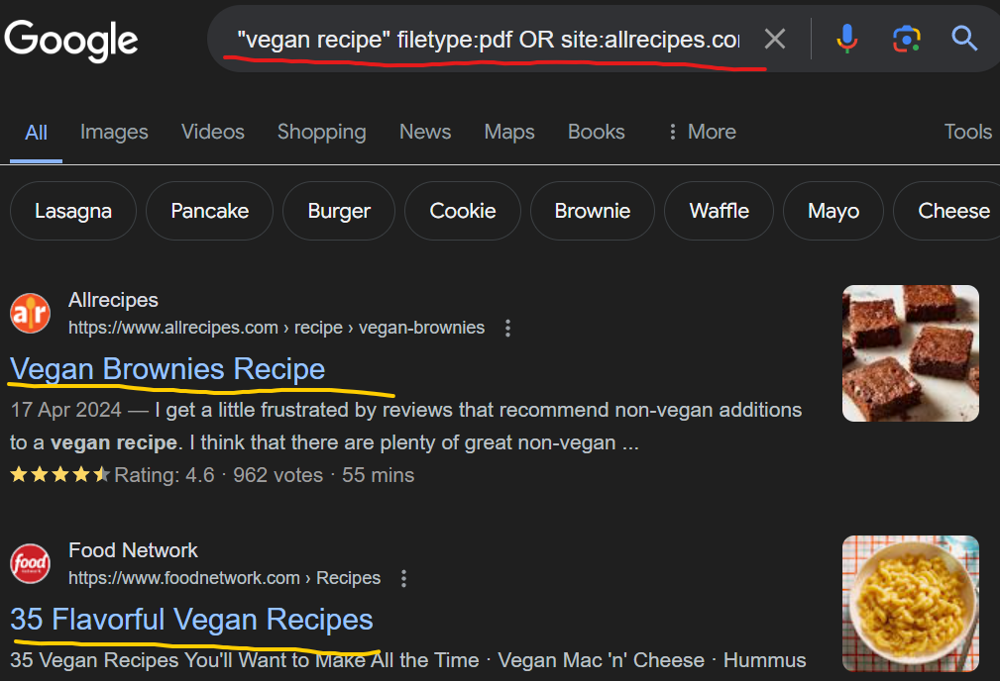 Google
"vegan recipe" filetype:pdf OR site:allrecipes.co
All Images Videos Shopping News Maps Books More Tools
Lasagna Pancake Burger Cookie Brownie Waffle Mayo Cheese
Allrecipes
https://www.allrecipes.com › recipe › vegan-brownies
Vegan Brownies Recipe
17 Apr 2024 — I get a little frustrated by reviews that recommend non-vegan additions
to a vegan recipe. I think that there are plenty of great non-vegan ...
Rating: 4.6 · 962 votes · 55 mins
Food Network
https://www.foodnetwork.com › Recipes
35 Flavorful Vegan Recipes
35 Vegan Recipes You'll Want to Make All the Time · Vegan Mac 'n' Cheese · Hummus